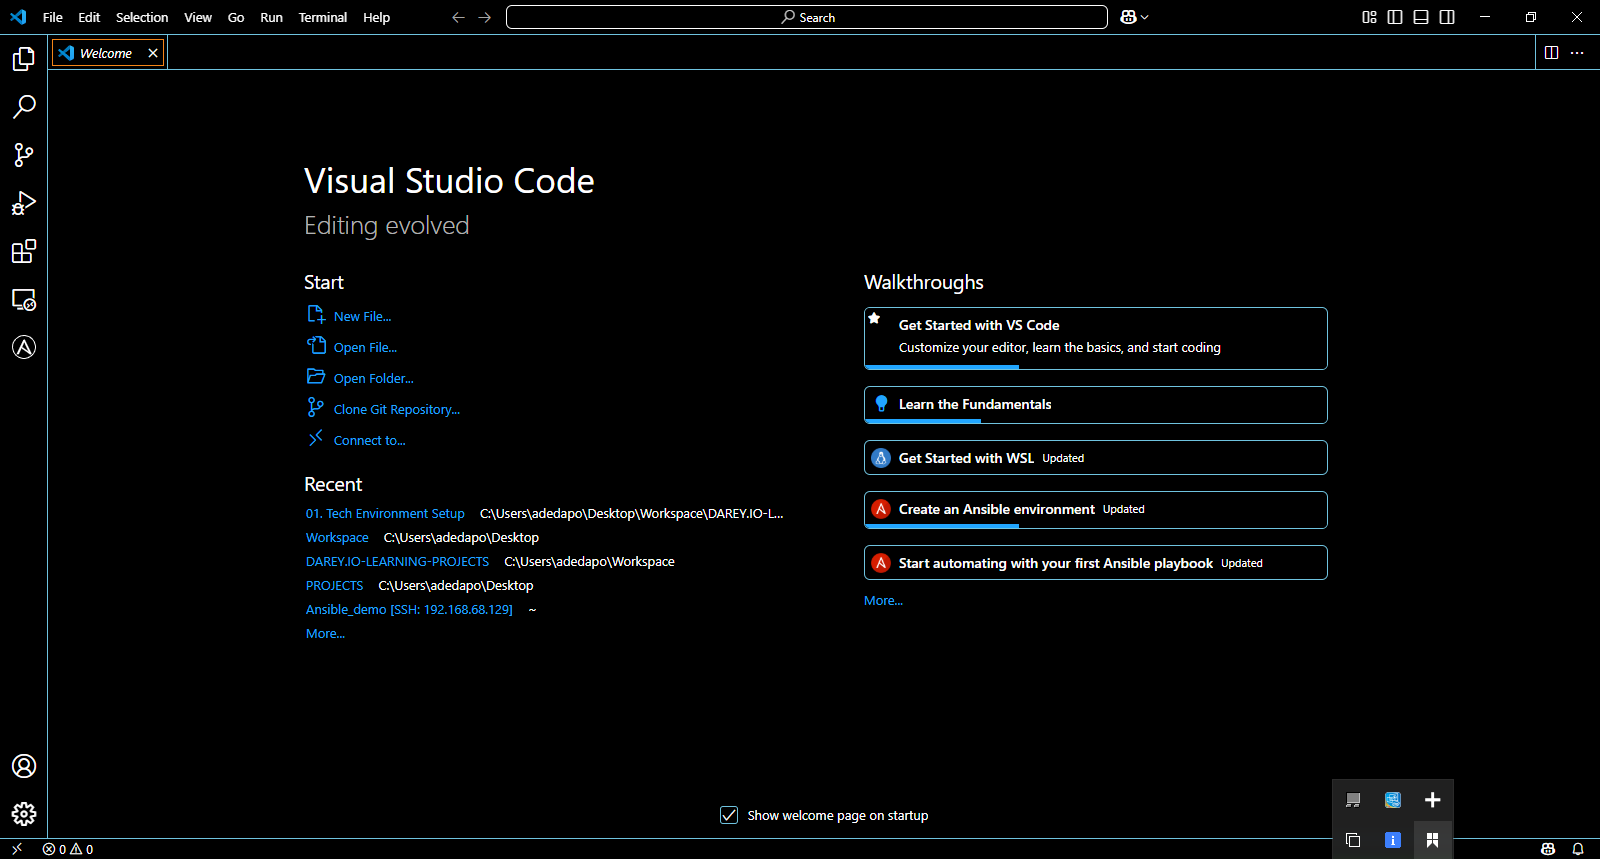 File Edit Selection View Go Run Terminal Help
Search
Welcome
Visual Studio Code
Editing evolved
Start
New File...
Open File...
Open Folder...
Clone Git Repository...
Connect to...
Recent
01. Tech Environment Setup C:\Users\adedapo\Desktop\Workspace\DAREY.IO-L...
Workspace C:\Users\adedapo\Desktop
DAREY.IO-LEARNING-PROJECTS C:\Users\adedapo\Workspace
PROJECTS C:\Users\adedapo\Desktop
Ansible_demo [SSH: 192.168.68.129] ~
More...
Walkthroughs
Get Started with VS Code
Customize your editor, learn the basics, and start coding
Learn the Fundamentals
Get Started with WSL Updated
Create an Ansible environment Updated
Start automating with your first Ansible playbook Updated
More...
Show welcome page on startup
0 0